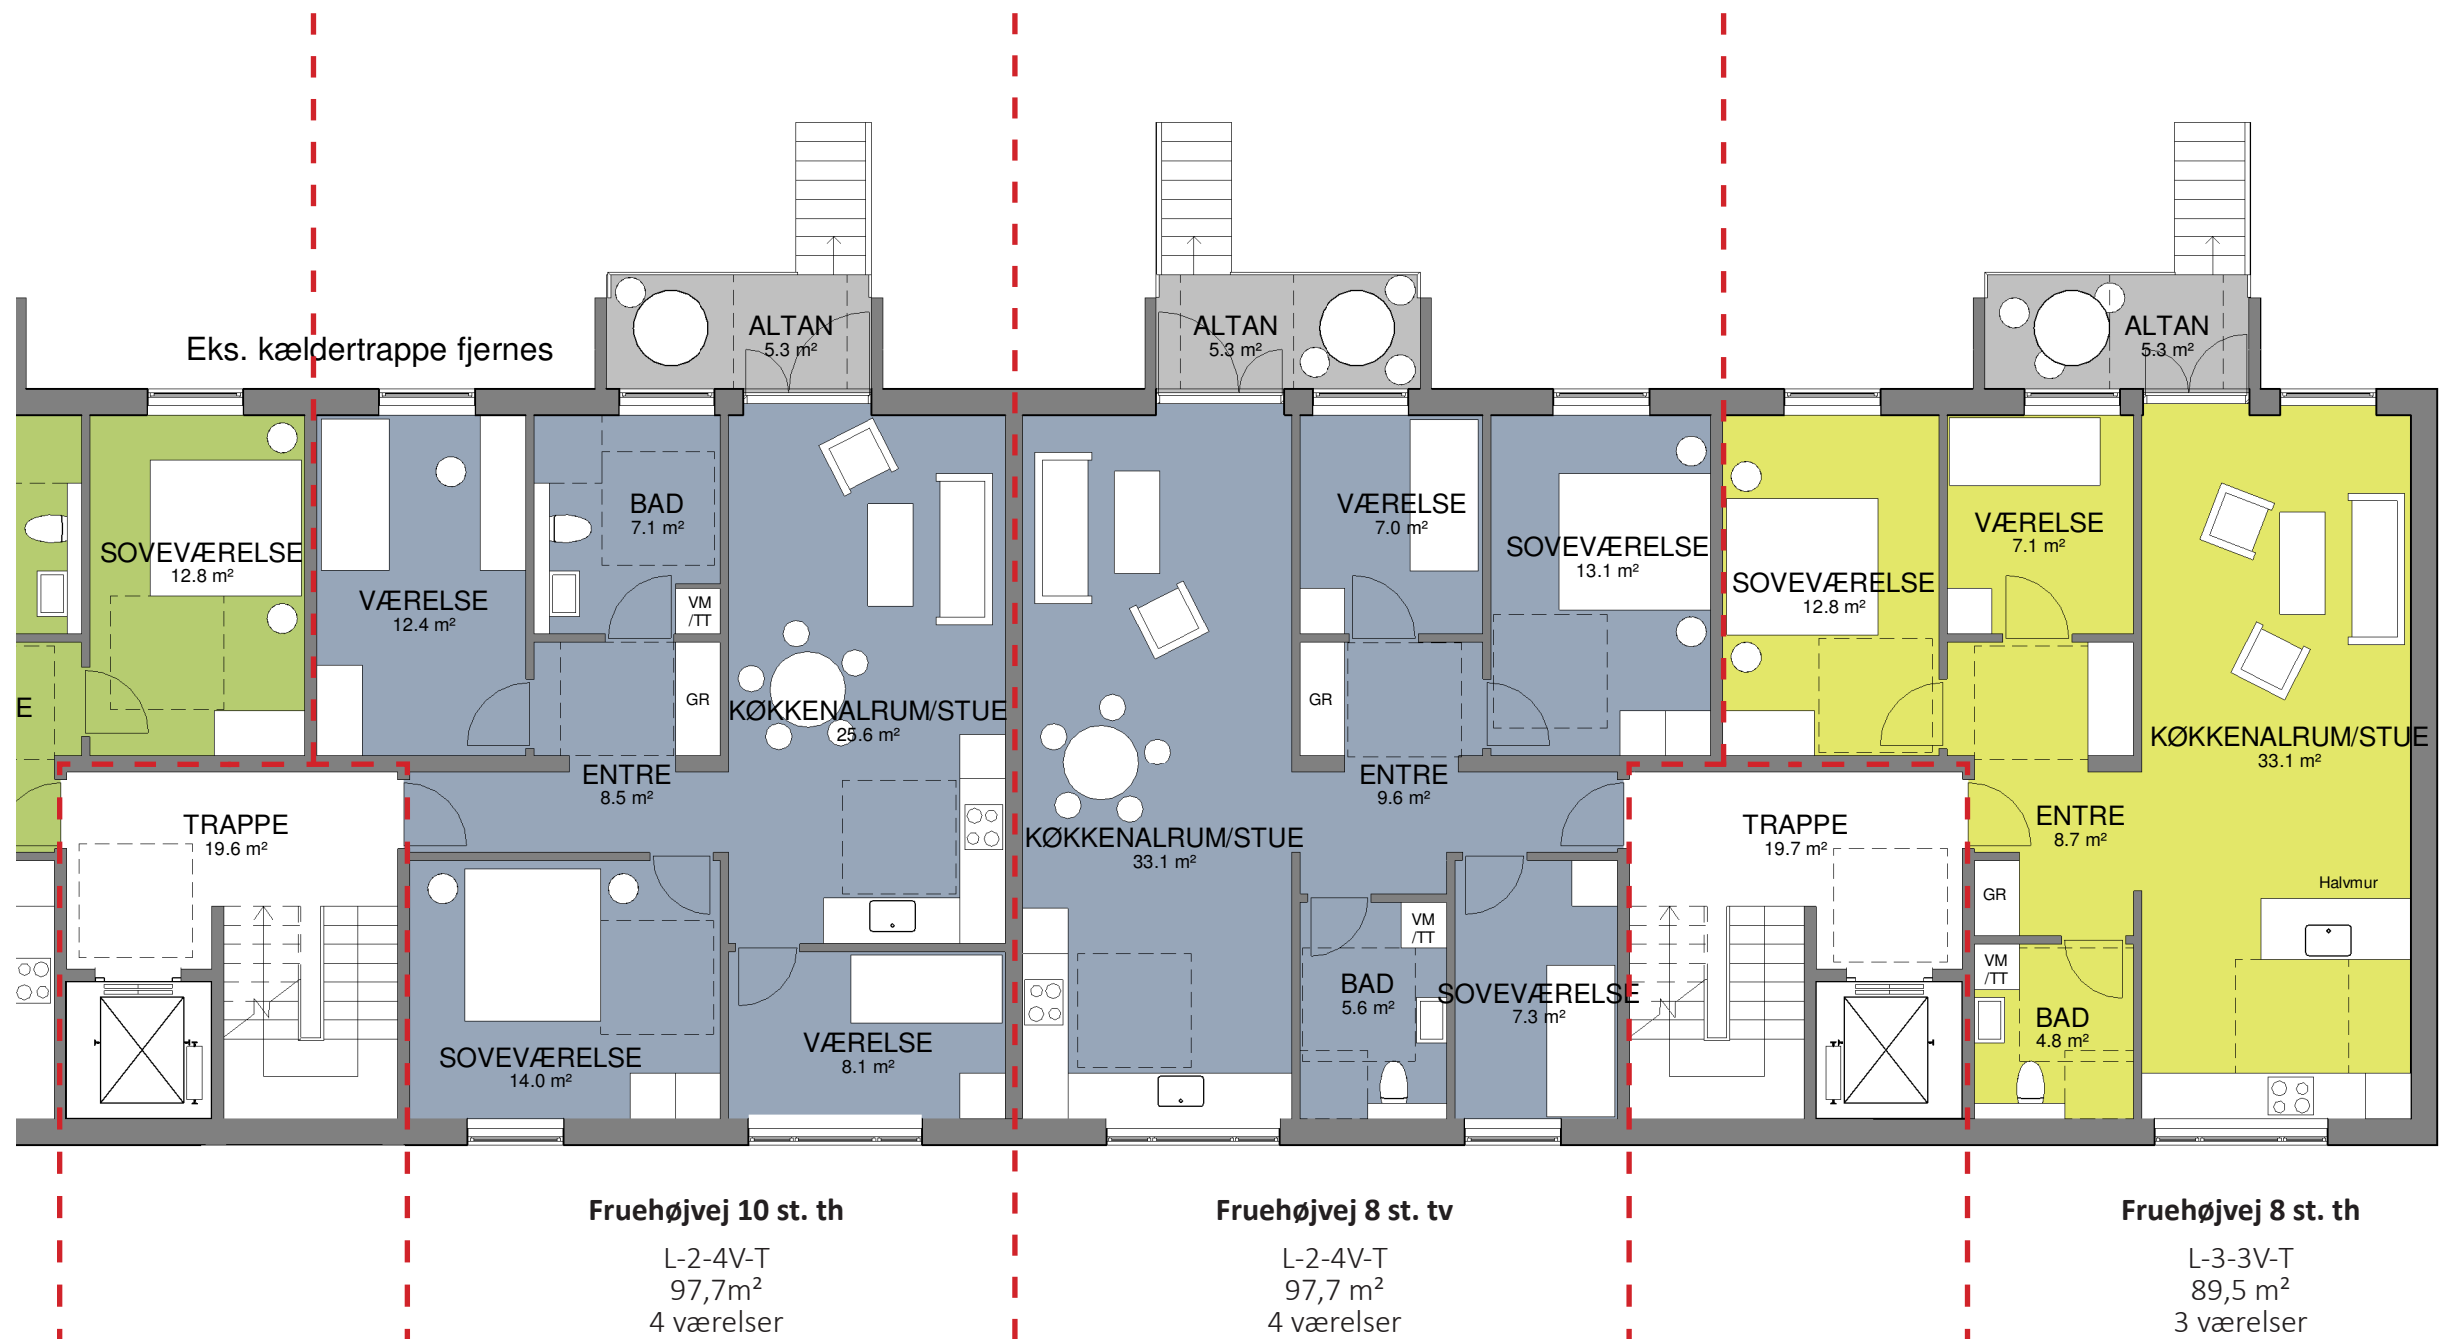 Eks. kældertrappe fjernes
ALTAN
5.3 m²
ALTAN
5.3 m²
ALTAN
5.3 m²
SOVEVÆRELSE
12.8 m²
E
VÆRELSE
12.4 m²
BAD
7.1 m²
VM
/TT
GR
KØKKENALRUM/STUE
25.6 m²
ENTRE
8.5 m²
TRAPPE
19.6 m²
SOVEVÆRELSE
14.0 m²
VÆRELSE
8.1 m²
VÆRELSE
7.0 m²
SOVEVÆRELSE
13.1 m²
GR
ENTRE
9.6 m²
KØKKENALRUM/STUE
33.1 m²
VM
/TT
BAD
5.6 m²
SOVEVÆRELSE
7.3 m²
TRAPPE
19.7 m²
SOVEVÆRELSE
12.8 m²
VÆRELSE
7.1 m²
KØKKENALRUM/STUE
33.1 m²
ENTRE
8.7 m²
Halvmur
GR
VM
/TT
BAD
4.8 m²
Fruehøjvej 10 st. th
L-2-4V-T
97,7m²
4 værelser
Fruehøjvej 8 st. tv
L-2-4V-T
97,7 m²
4 værelser
Fruehøjvej 8 st. th
L-3-3V-T
89,5 m²
3 værelser